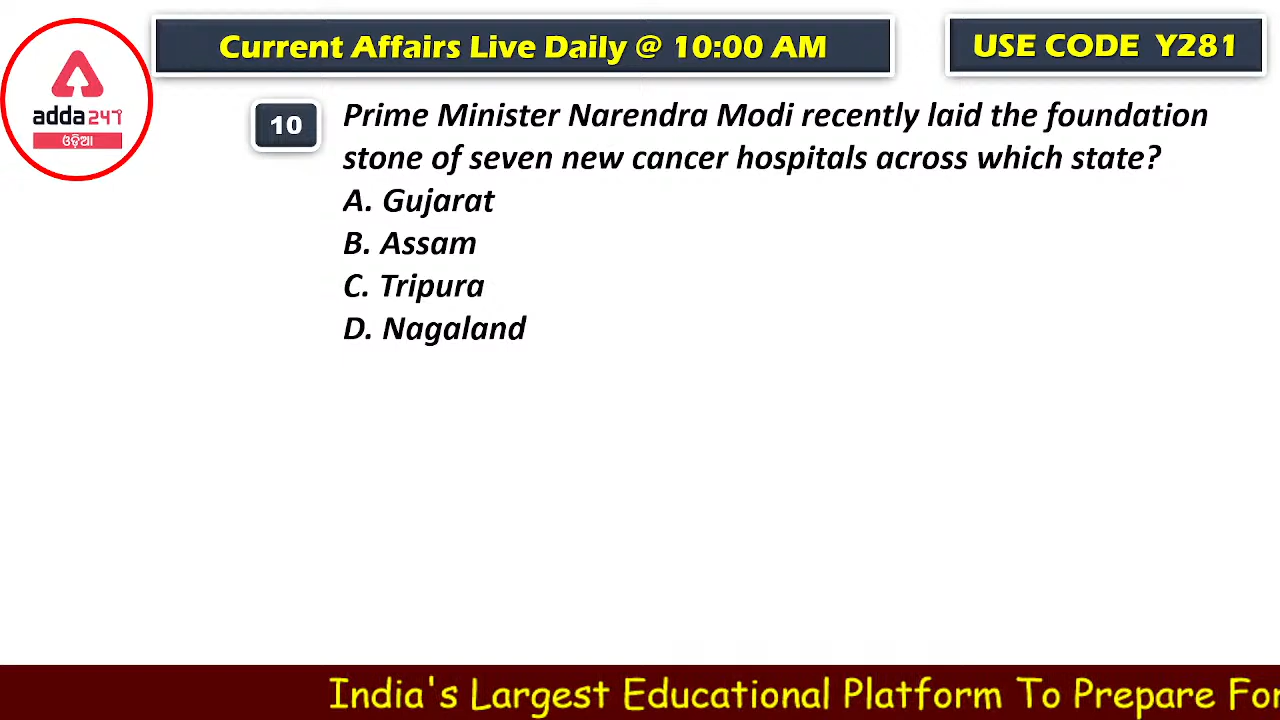 Current Affairs Live Daily @ 10:00 AM
USE CODE Y281
adda247
ଓଡ଼ିଆ
10
Prime Minister Narendra Modi recently laid the foundation
stone of seven new cancer hospitals across which state?
A. Gujarat
B. Assam
C. Tripura
D. Nagaland
India's Largest Educational Platform To Prepare For